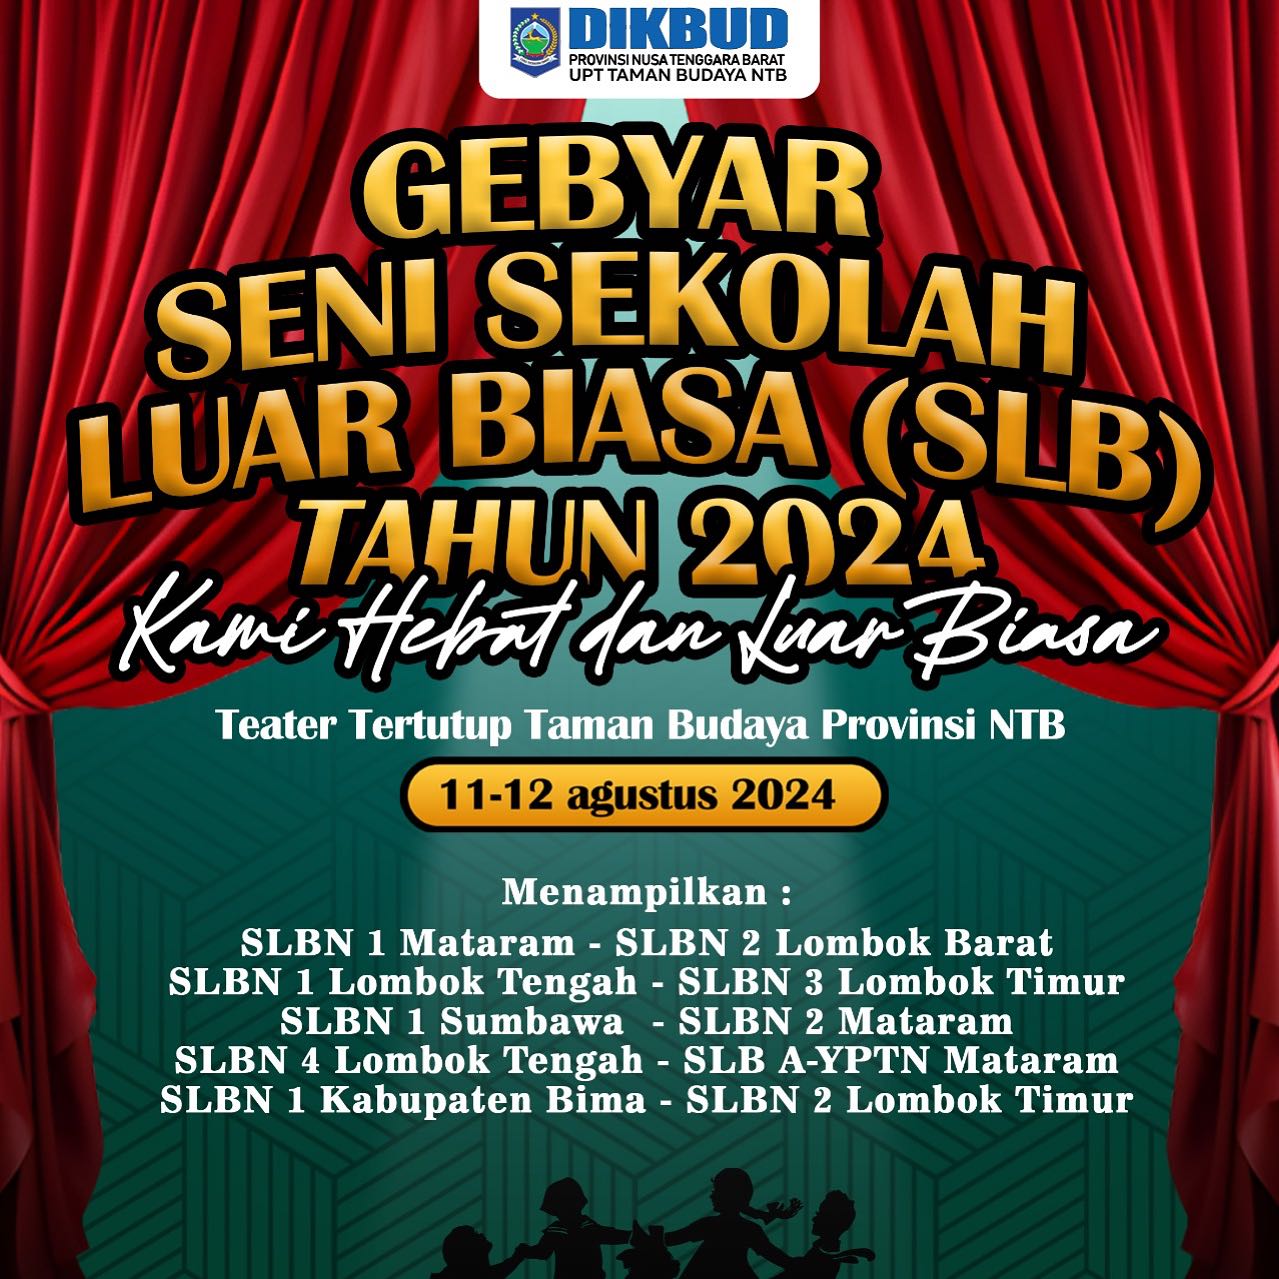 DIKBUD
PROVINSI NUSA TENGGARA BARAT
UPT TAMAN BUDAYA NTB
GEBYAR
SENI SEKOLAH
LUAR BIASA (SLB)
TAHUN 2024
Kami Hebat dan Luar Biasa
Teater Tertutup Taman Budaya Provinsi NTB
11-12 agustus 2024
Menampilkan :
SLBN 1 Mataram - SLBN 2 Lombok Barat
SLBN 1 Lombok Tengah - SLBN 3 Lombok Timur
SLBN 1 Sumbawa - SLBN 2 Mataram
SLBN 4 Lombok Tengah - SLB A-YPTN Mataram
SLBN 1 Kabupaten Bima - SLBN 2 Lombok Timur